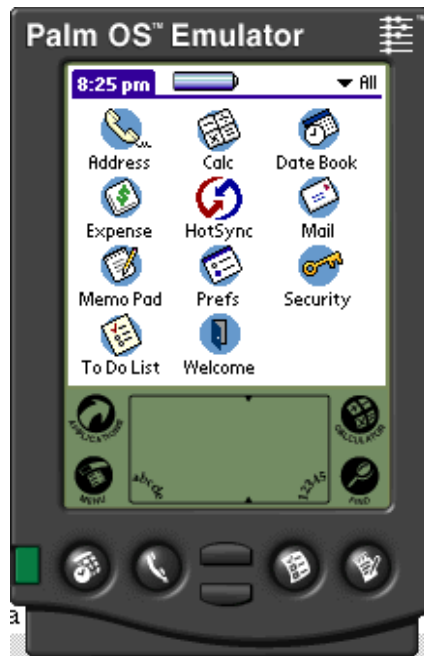 Palm OS™ Emulator
™
8:25 pm
All
Address
Calc
Date Book
Expense
HotSync
Mail
Memo Pad
Prefs
Security
To Do List
Welcome
APPLICATIONS
CALCULATOR
MENU
abcde
12345
FIND
a